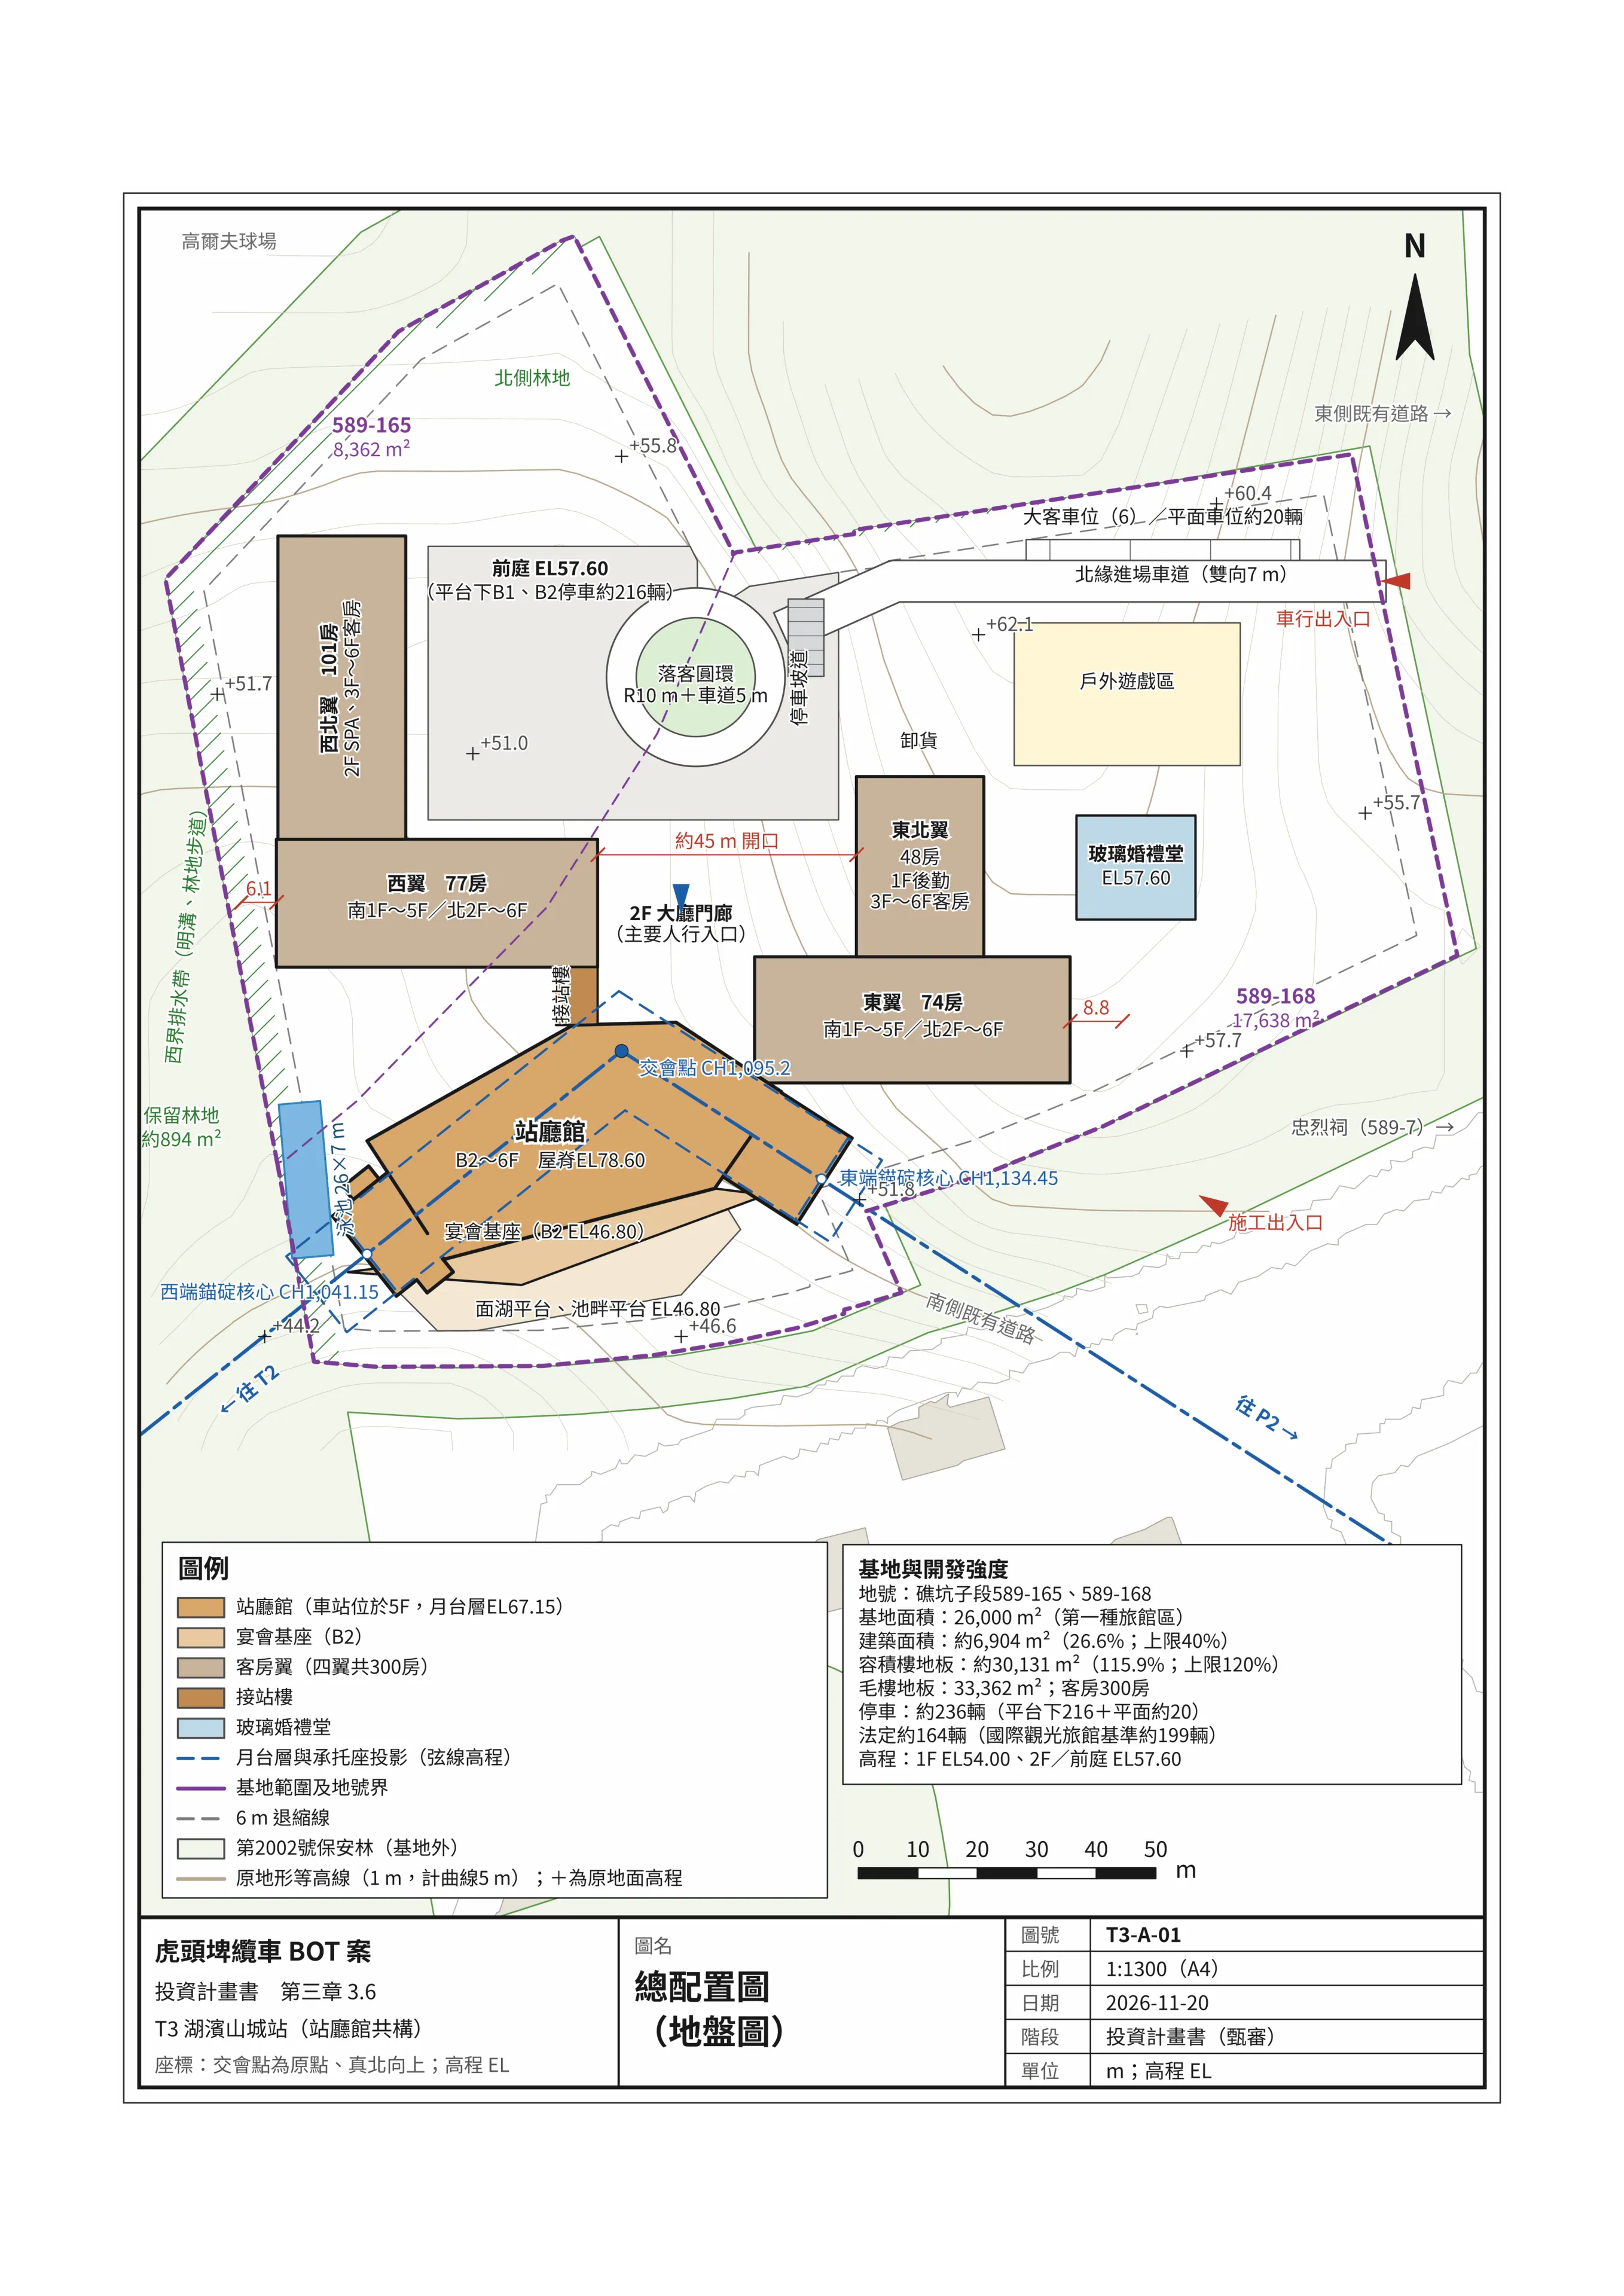 高爾夫球場
N
北側林地
東側既有道路 →
589-165
8,362 m²
+55.8
+60.4
大客車位（6）／平面車位約20輛
前庭 EL57.60
（平台下B1、B2停車約216輛）
北緣進場車道（雙向7 m）
車行出入口
+62.1
西北翼　101房
2F SPA、3F～6F客房
落客圓環
R10 m＋車道5 m
停車坡道
戶外遊戲區
+51.7
+51.0
卸貨
+55.7
約45 m 開口
東北翼
48房
1F後勤
3F～6F客房
玻璃婚禮堂
EL57.60
6.1
西翼　77房
南1F～5F／北2F～6F
2F 大廳門廊
（主要人行入口）
西界排水帶（明溝、林地步道）
接站樓
東翼　74房
南1F～5F／北2F～6F
8.8
589-168
17,638 m²
+57.7
交會點 CH1,095.2
保留林地
約894 m²
站廳館
B2～6F　屋脊EL78.60
忠烈祠（589-7）→
泳池 26×7 m
東端錨碇核心 CH1,134.45
+51.8
宴會基座（B2 EL46.80）
施工出入口
西端錨碇核心 CH1,041.15
面湖平台、池畔平台 EL46.80
南側既有道路
+44.2
+46.6
← 往 T2
往 P2 →
圖例
站廳館（車站位於5F，月台層EL67.15）
宴會基座（B2）
客房翼（四翼共300房）
接站樓
玻璃婚禮堂
月台層與承托座投影（弦線高程）
基地範圍及地號界
6 m 退縮線
第2002號保安林（基地外）
原地形等高線（1 m，計曲線5 m）；＋為原地面高程
基地與開發強度
地號：礁坑子段589-165、589-168
基地面積：26,000 m²（第一種旅館區）
建築面積：約6,904 m²（26.6%；上限40%）
容積樓地板：約30,131 m²（115.9%；上限120%）
毛樓地板：33,362 m²；客房300房
停車：約236輛（平台下216＋平面約20）
法定約164輛（國際觀光旅館基準約199輛）
高程：1F EL54.00、2F／前庭 EL57.60
0 10 20 30 40 50 m
虎頭埤纜車 BOT 案
投資計畫書　第三章 3.6
T3 湖濱山城站（站廳館共構）
座標：交會點為原點、真北向上；高程 EL
圖名
總配置圖
（地盤圖）
圖號 T3-A-01
比例 1:1300（A4）
日期 2026-11-20
階段 投資計畫書（甄審）
單位 m；高程 EL